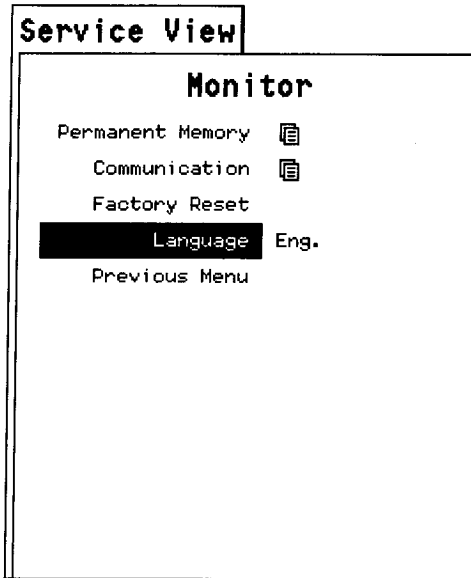 Service View
Monitor
Permanent Memory
Communication
Factory Reset
Language Eng.
Previous Menu